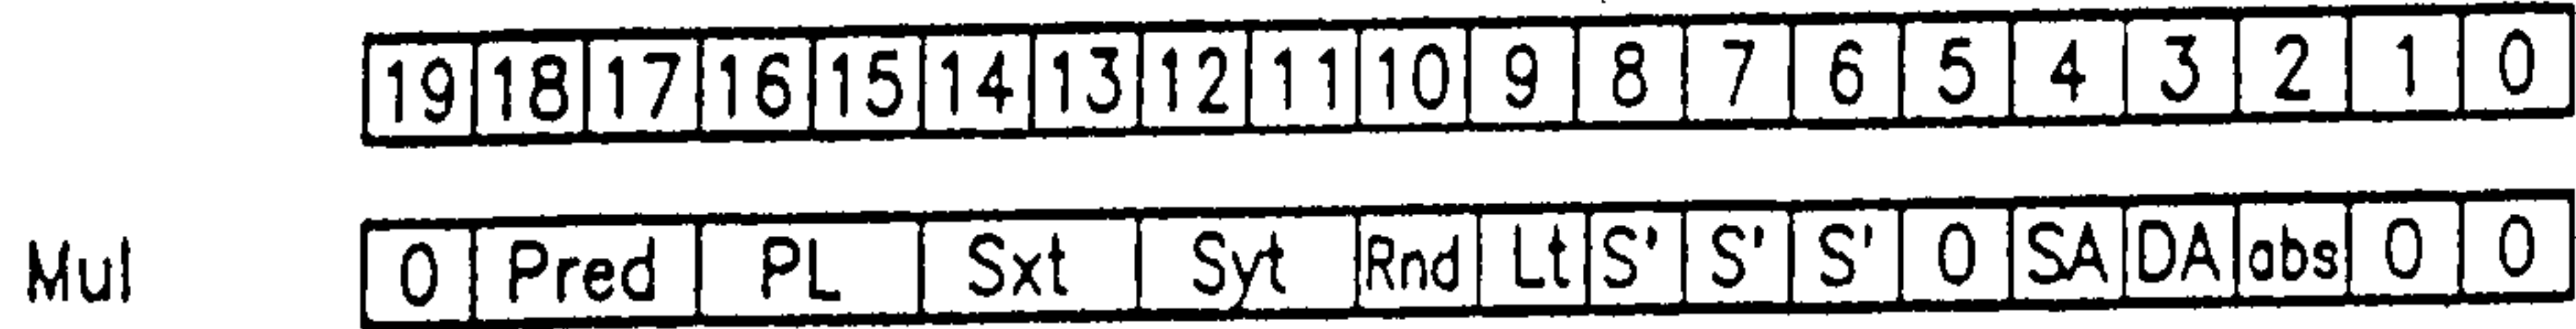 19 18 17 16 15 14 13 12 11 10 9 8 7 6 5 4 3 2 1 0
Mul 0 Pred PL Sxt Syt Rnd Lt S' S' S' 0 SA DA abs 0 0